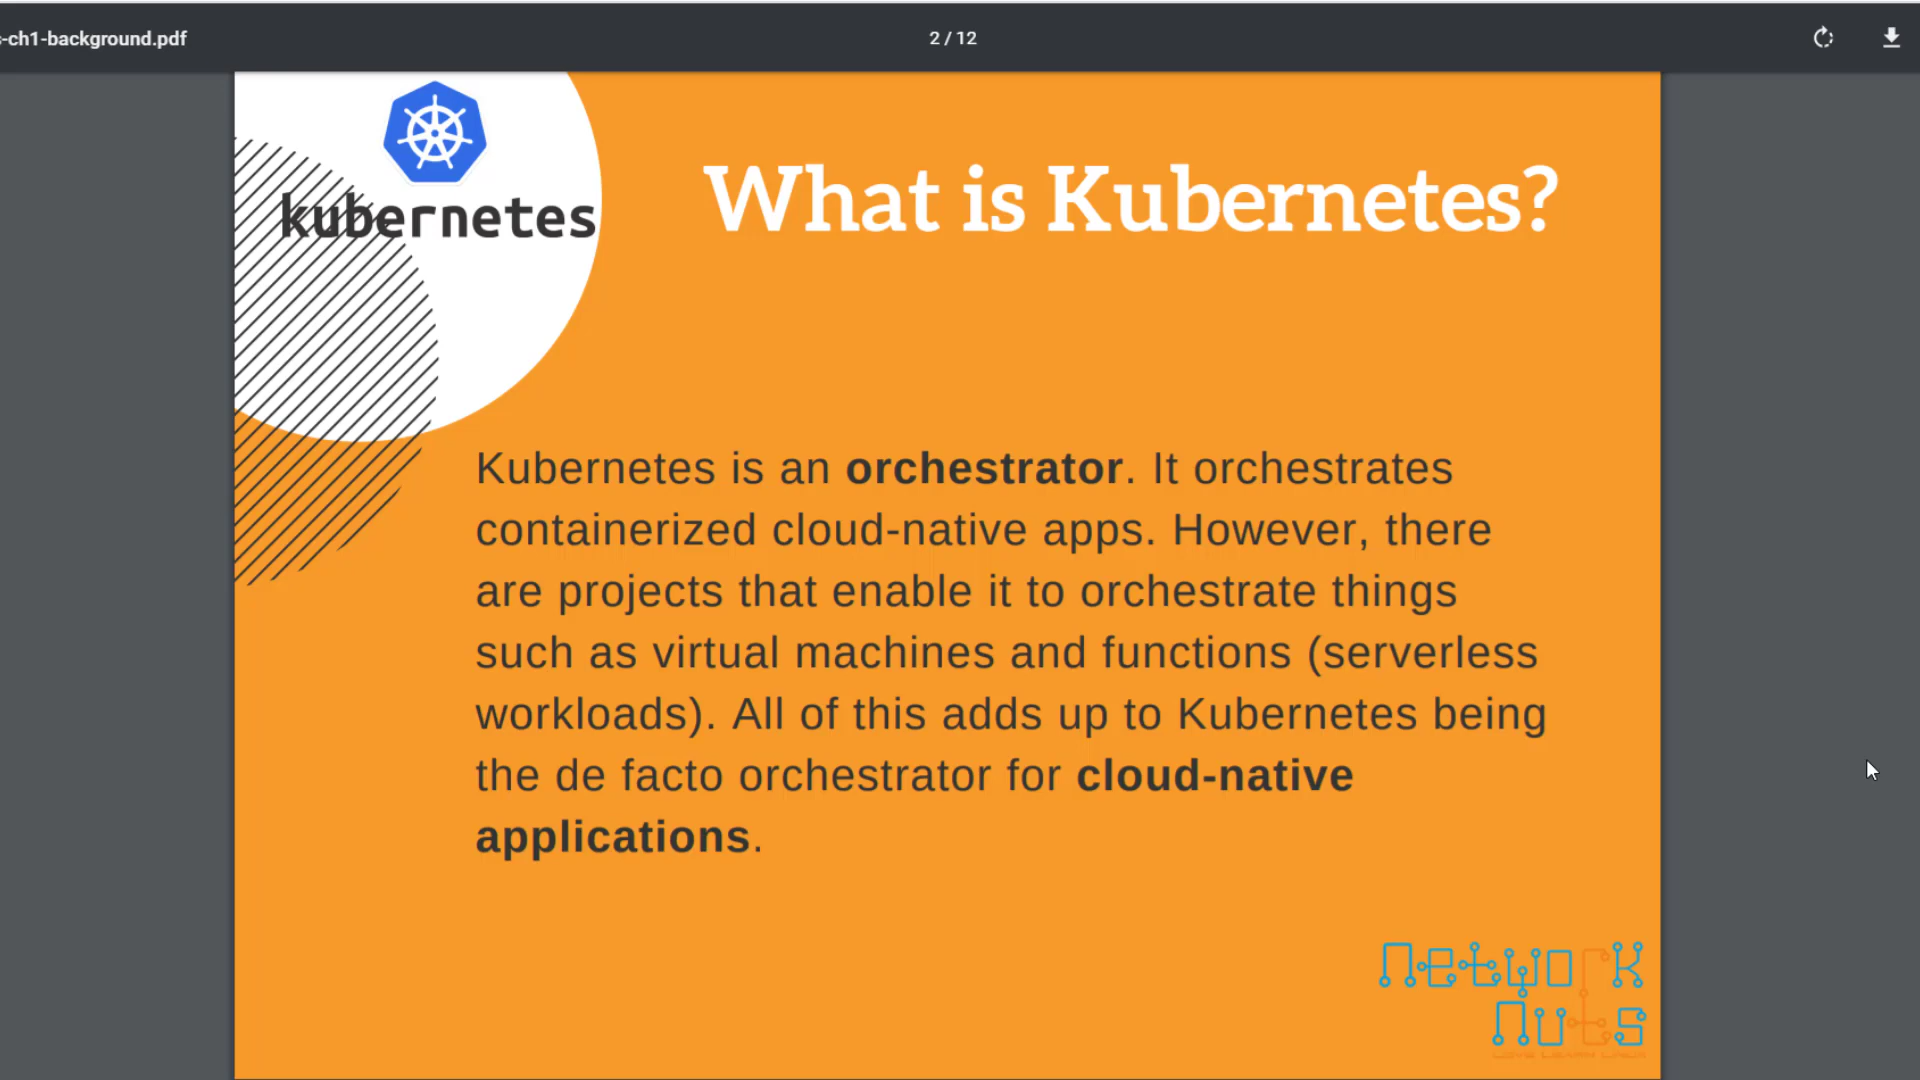 -ch1-background.pdf
2 / 12
kubernetes
What is Kubernetes?
Kubernetes is an orchestrator. It orchestrates
containerized cloud-native apps. However, there
are projects that enable it to orchestrate things
such as virtual machines and functions (serverless
workloads). All of this adds up to Kubernetes being
the de facto orchestrator for cloud-native
applications.
network
nuts